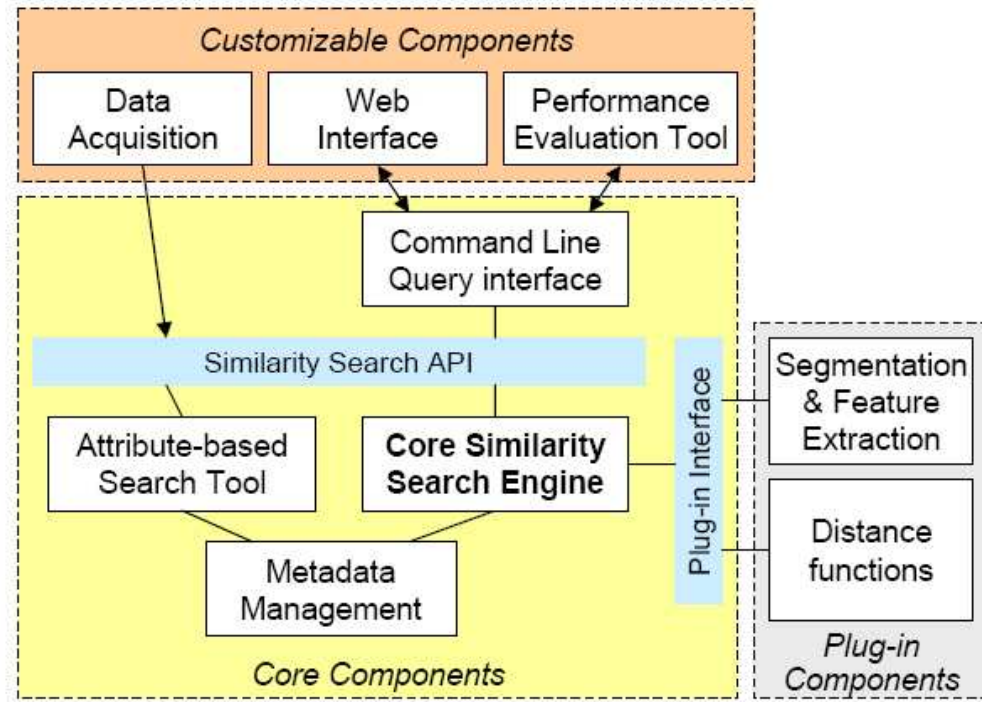 Customizable Components
Data
Acquisition
Web
Interface
Performance
Evaluation Tool
Command Line
Query interface
Similarity Search API
Attribute-based
Search Tool
Core Similarity
Search Engine
Metadata
Management
Core Components
Plug-in Interface
Segmentation
& Feature
Extraction
Distance
functions
Plug-in
Components